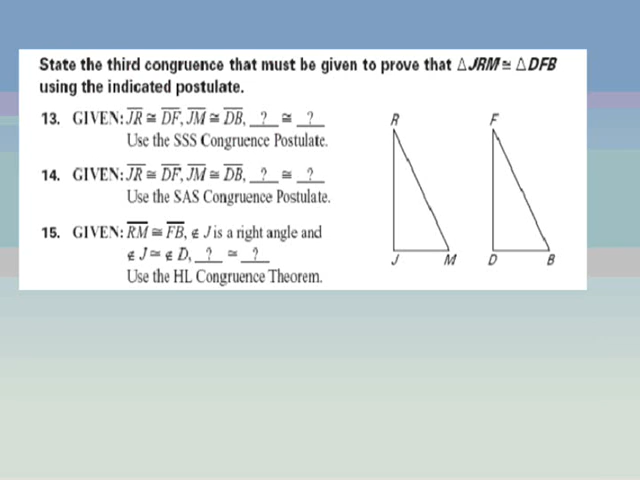 State the third congruence that must be given to prove that △JRM ≅ △DFB
using the indicated postulate.
13. GIVEN: JR ≅ DF, JM ≅ DB, ? ≅ ?
Use the SSS Congruence Postulate.
14. GIVEN: JR ≅ DF, JM ≅ DB, ? ≅ ?
Use the SAS Congruence Postulate.
15. GIVEN: RM ≅ FB, ∡ J is a right angle and
∡ J ≅ ∡ D, ? ≅ ?
Use the HL Congruence Theorem.
R F
J M D B